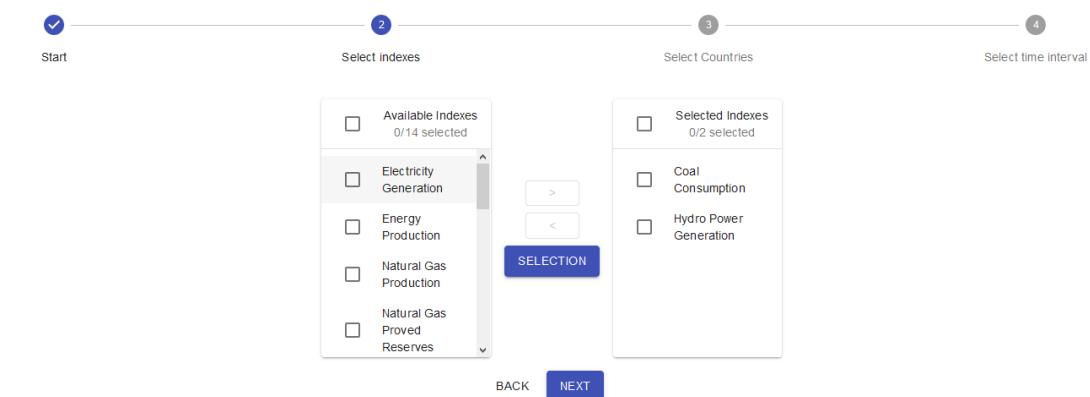 2
3
4
Start
Select indexes
Select Countries
Select time interval
Available Indexes
0/14 selected
Electricity
Generation
Energy
Production
Natural Gas
Production
Natural Gas
Proved
Reserves
>
<
SELECTION
Selected Indexes
0/2 selected
Coal
Consumption
Hydro Power
Generation
BACK
NEXT